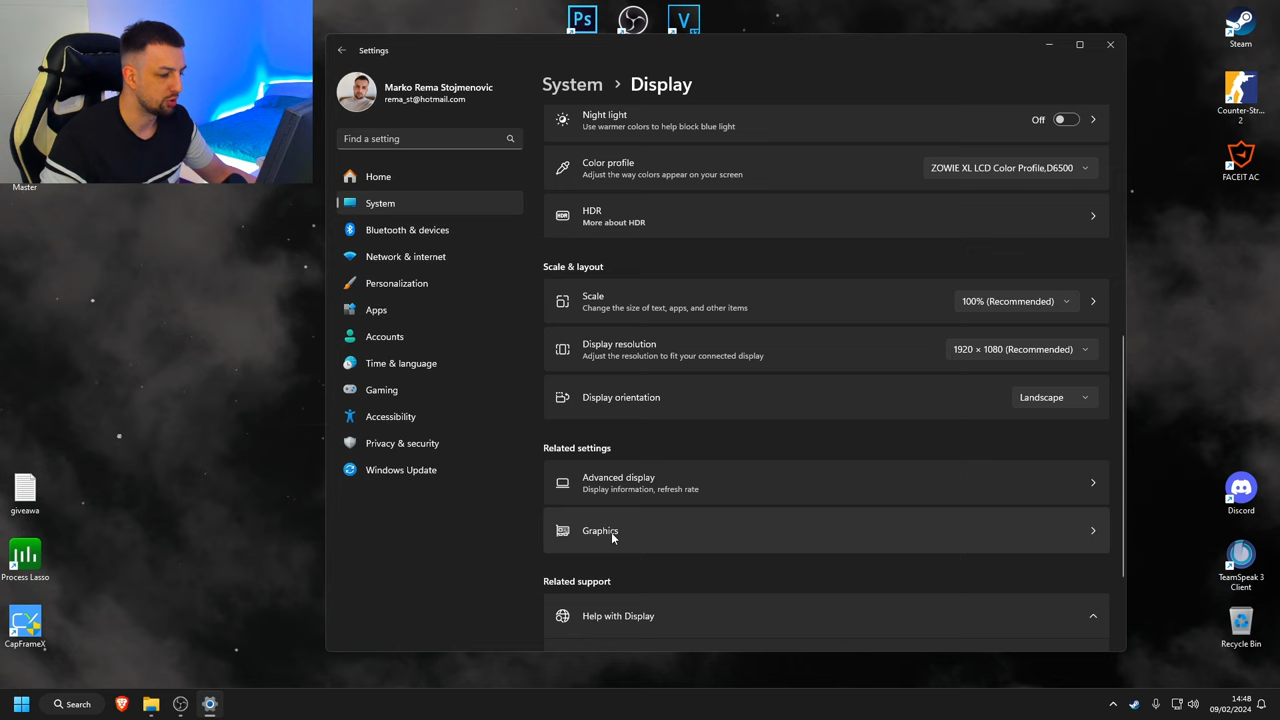 Ps
V
Steam
Counter-Str...
2
FACEIT AC
Master
Settings
Marko Rema Stojmenovic
rema_st@hotmail.com
Find a setting
Home
System
Bluetooth & devices
Network & internet
Personalization
Apps
Accounts
Time & language
Gaming
Accessibility
Privacy & security
Windows Update
System > Display
Night light
Use warmer colors to help block blue light
Off
Color profile
Adjust the way colors appear on your screen
ZOWIE XL LCD Color Profile,D6500
HDR
HDR
More about HDR
Scale & layout
Scale
Change the size of text, apps, and other items
100% (Recommended)
Display resolution
Adjust the resolution to fit your connected display
1920 × 1080 (Recommended)
Display orientation
Landscape
Related settings
Advanced display
Display information, refresh rate
Graphics
Related support
Help with Display
giveawa
Process Lasso
CX
CapFrameX
Discord
TeamSpeak 3
Client
Recycle Bin
Search
14:48
09/02/2024